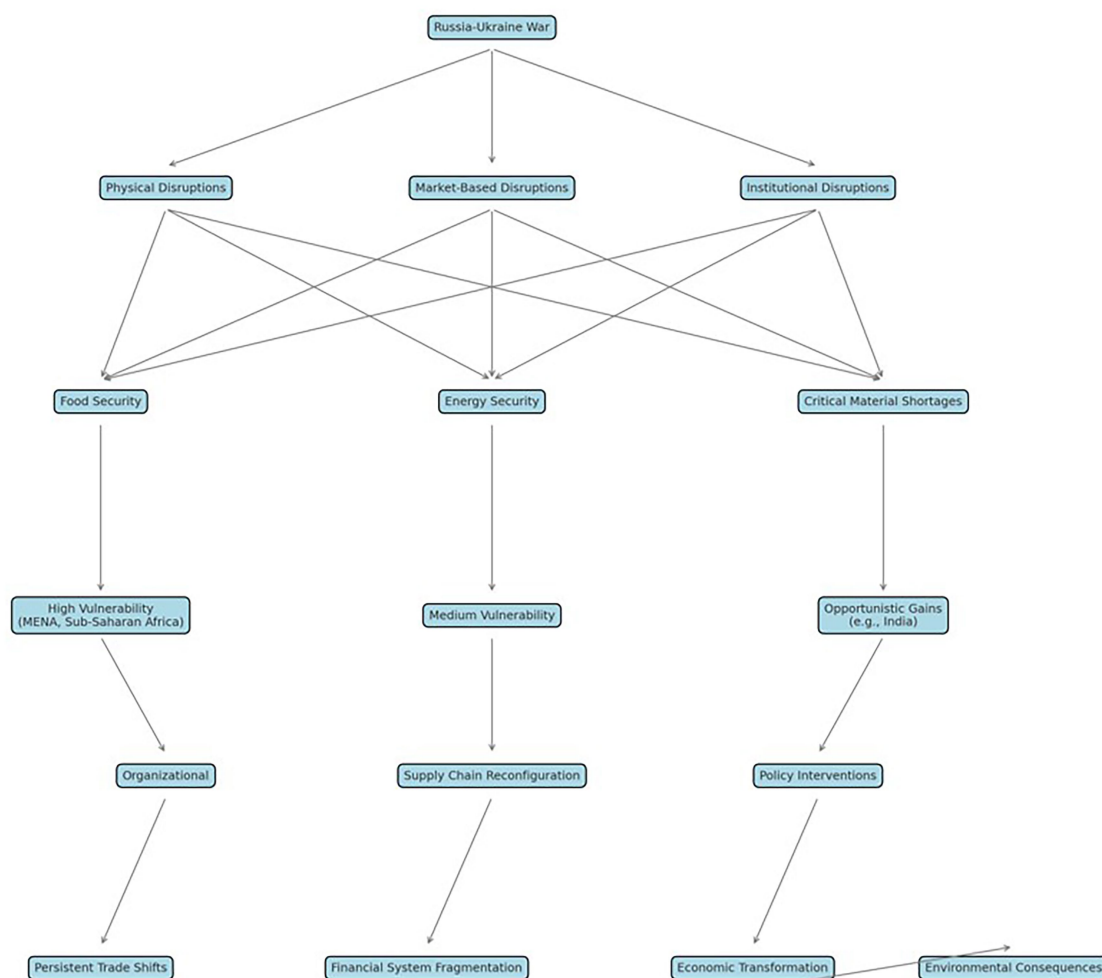 Russia-Ukraine War
Physical Disruptions
Market-Based Disruptions
Institutional Disruptions
Food Security
Energy Security
Critical Material Shortages
High Vulnerability
(MENA, Sub-Saharan Africa)
Medium Vulnerability
Opportunistic Gains
(e.g., India)
Organizational
Supply Chain Reconfiguration
Policy Interventions
Persistent Trade Shifts
Financial System Fragmentation
Economic Transformation
Environmental Consequences